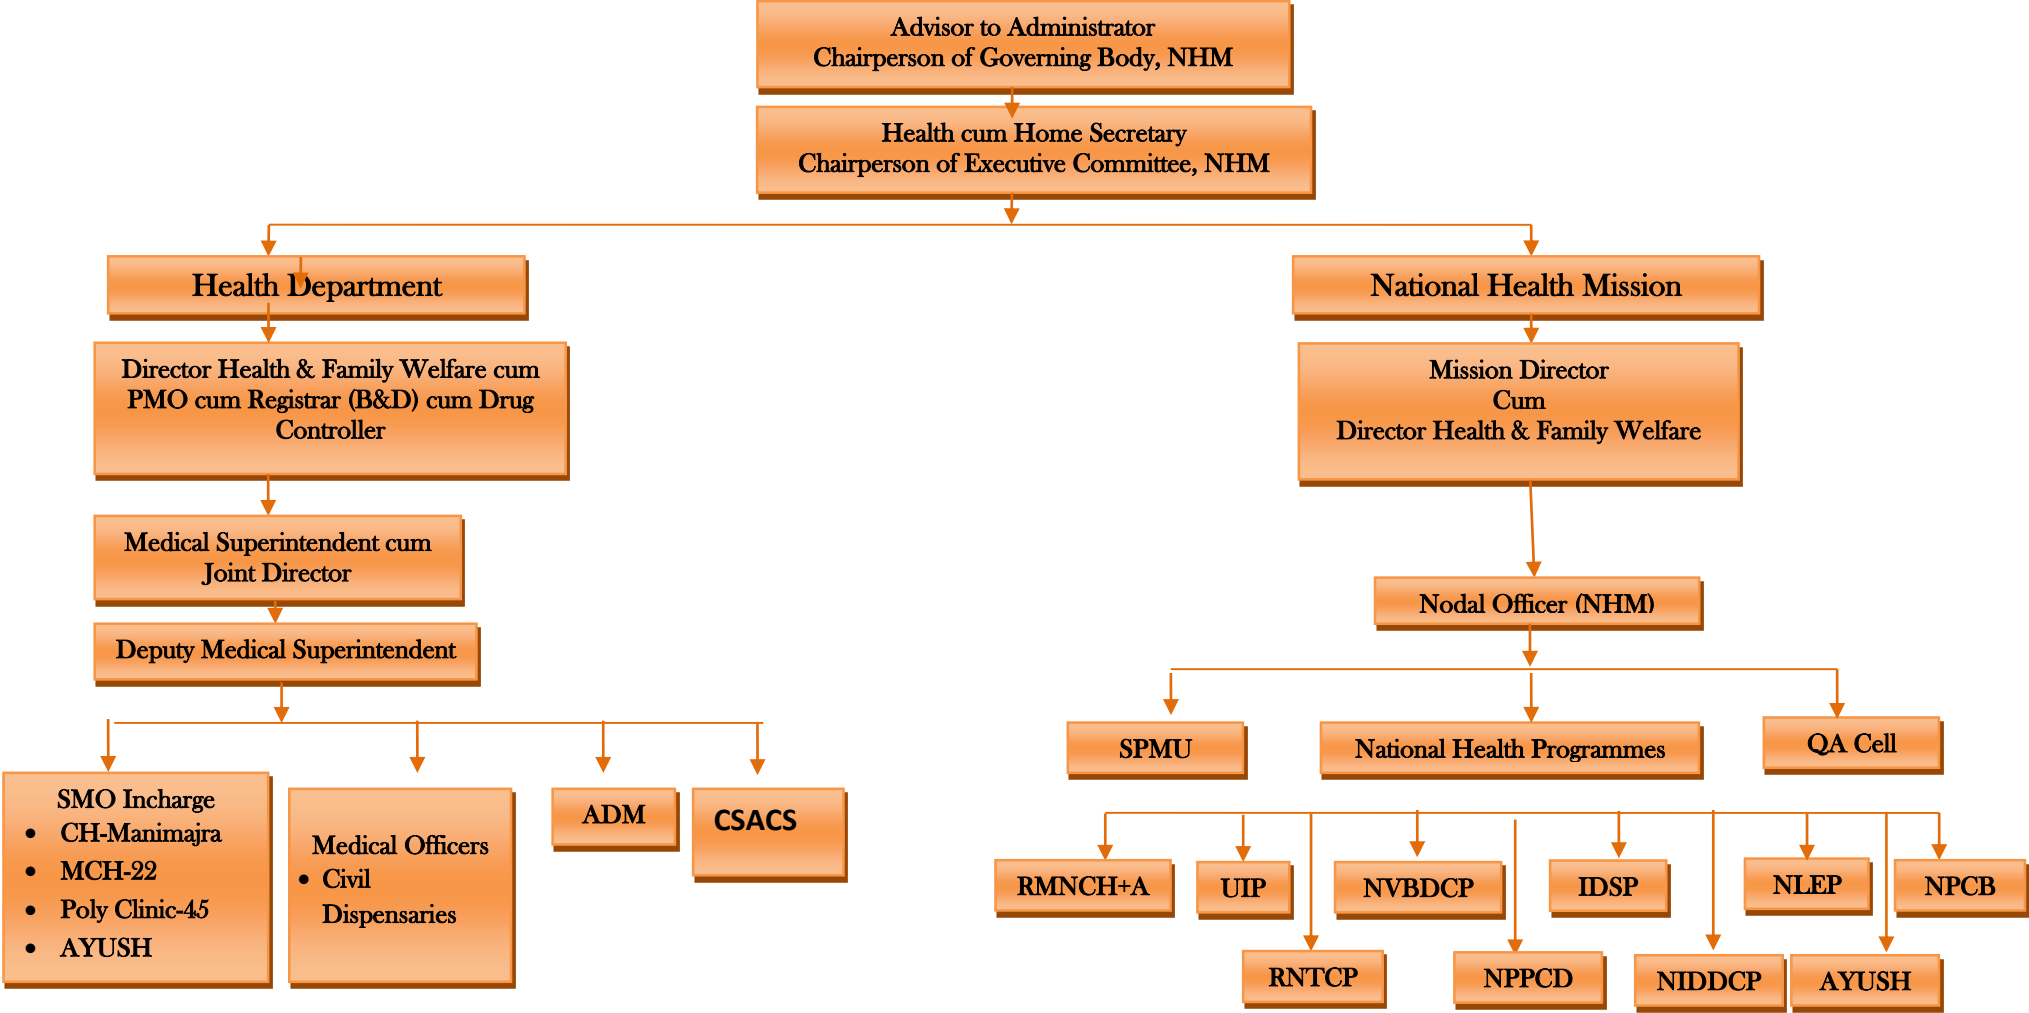 Advisor to Administrator
Chairperson of Governing Body, NHM
Health cum Home Secretary
Chairperson of Executive Committee, NHM
Health Department
National Health Mission
Director Health & Family Welfare cum
PMO cum Registrar (B&D) cum Drug
Controller
Mission Director
Cum
Director Health & Family Welfare
Medical Superintendent cum
Joint Director
Nodal Officer (NHM)
Deputy Medical Superintendent
SPMU
National Health Programmes
QA Cell
SMO Incharge
• CH-Manimajra
• MCH-22
• Poly Clinic-45
• AYUSH
Medical Officers
• Civil
Dispensaries
ADM
CSACS
RMNCH+A
UIP
NVBDCP
IDSP
NLEP
NPCB
RNTCP
NPPCD
NIDDCP
AYUSH